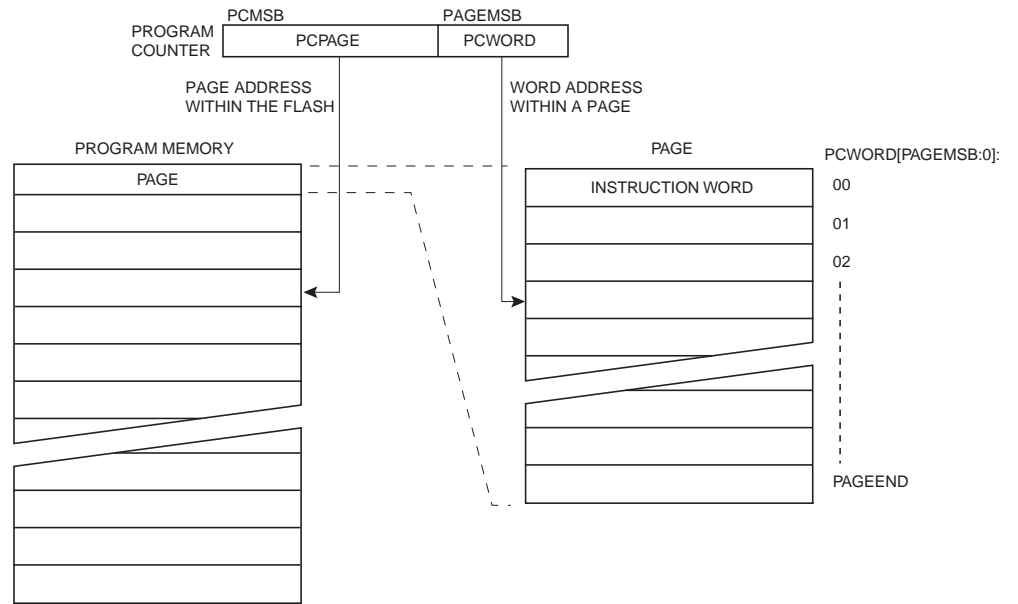 PCMSB
PAGEMSB
PROGRAM
COUNTER
PCPAGE
PCWORD
PAGE ADDRESS
WITHIN THE FLASH
WORD ADDRESS
WITHIN A PAGE
PROGRAM MEMORY
PAGE
PAGE
PCWORD[PAGEMSB:0]:
INSTRUCTION WORD
00
01
02
PAGEEND